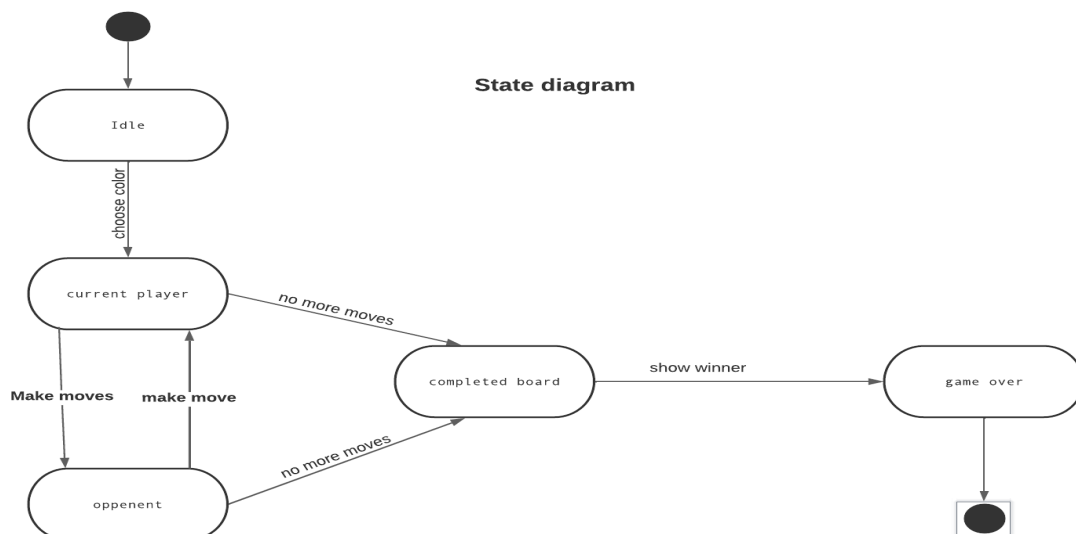 State diagram
Idle
choose color
current player
no more moves
completed board
show winner
game over
Make moves
make move
no more moves
oppenent